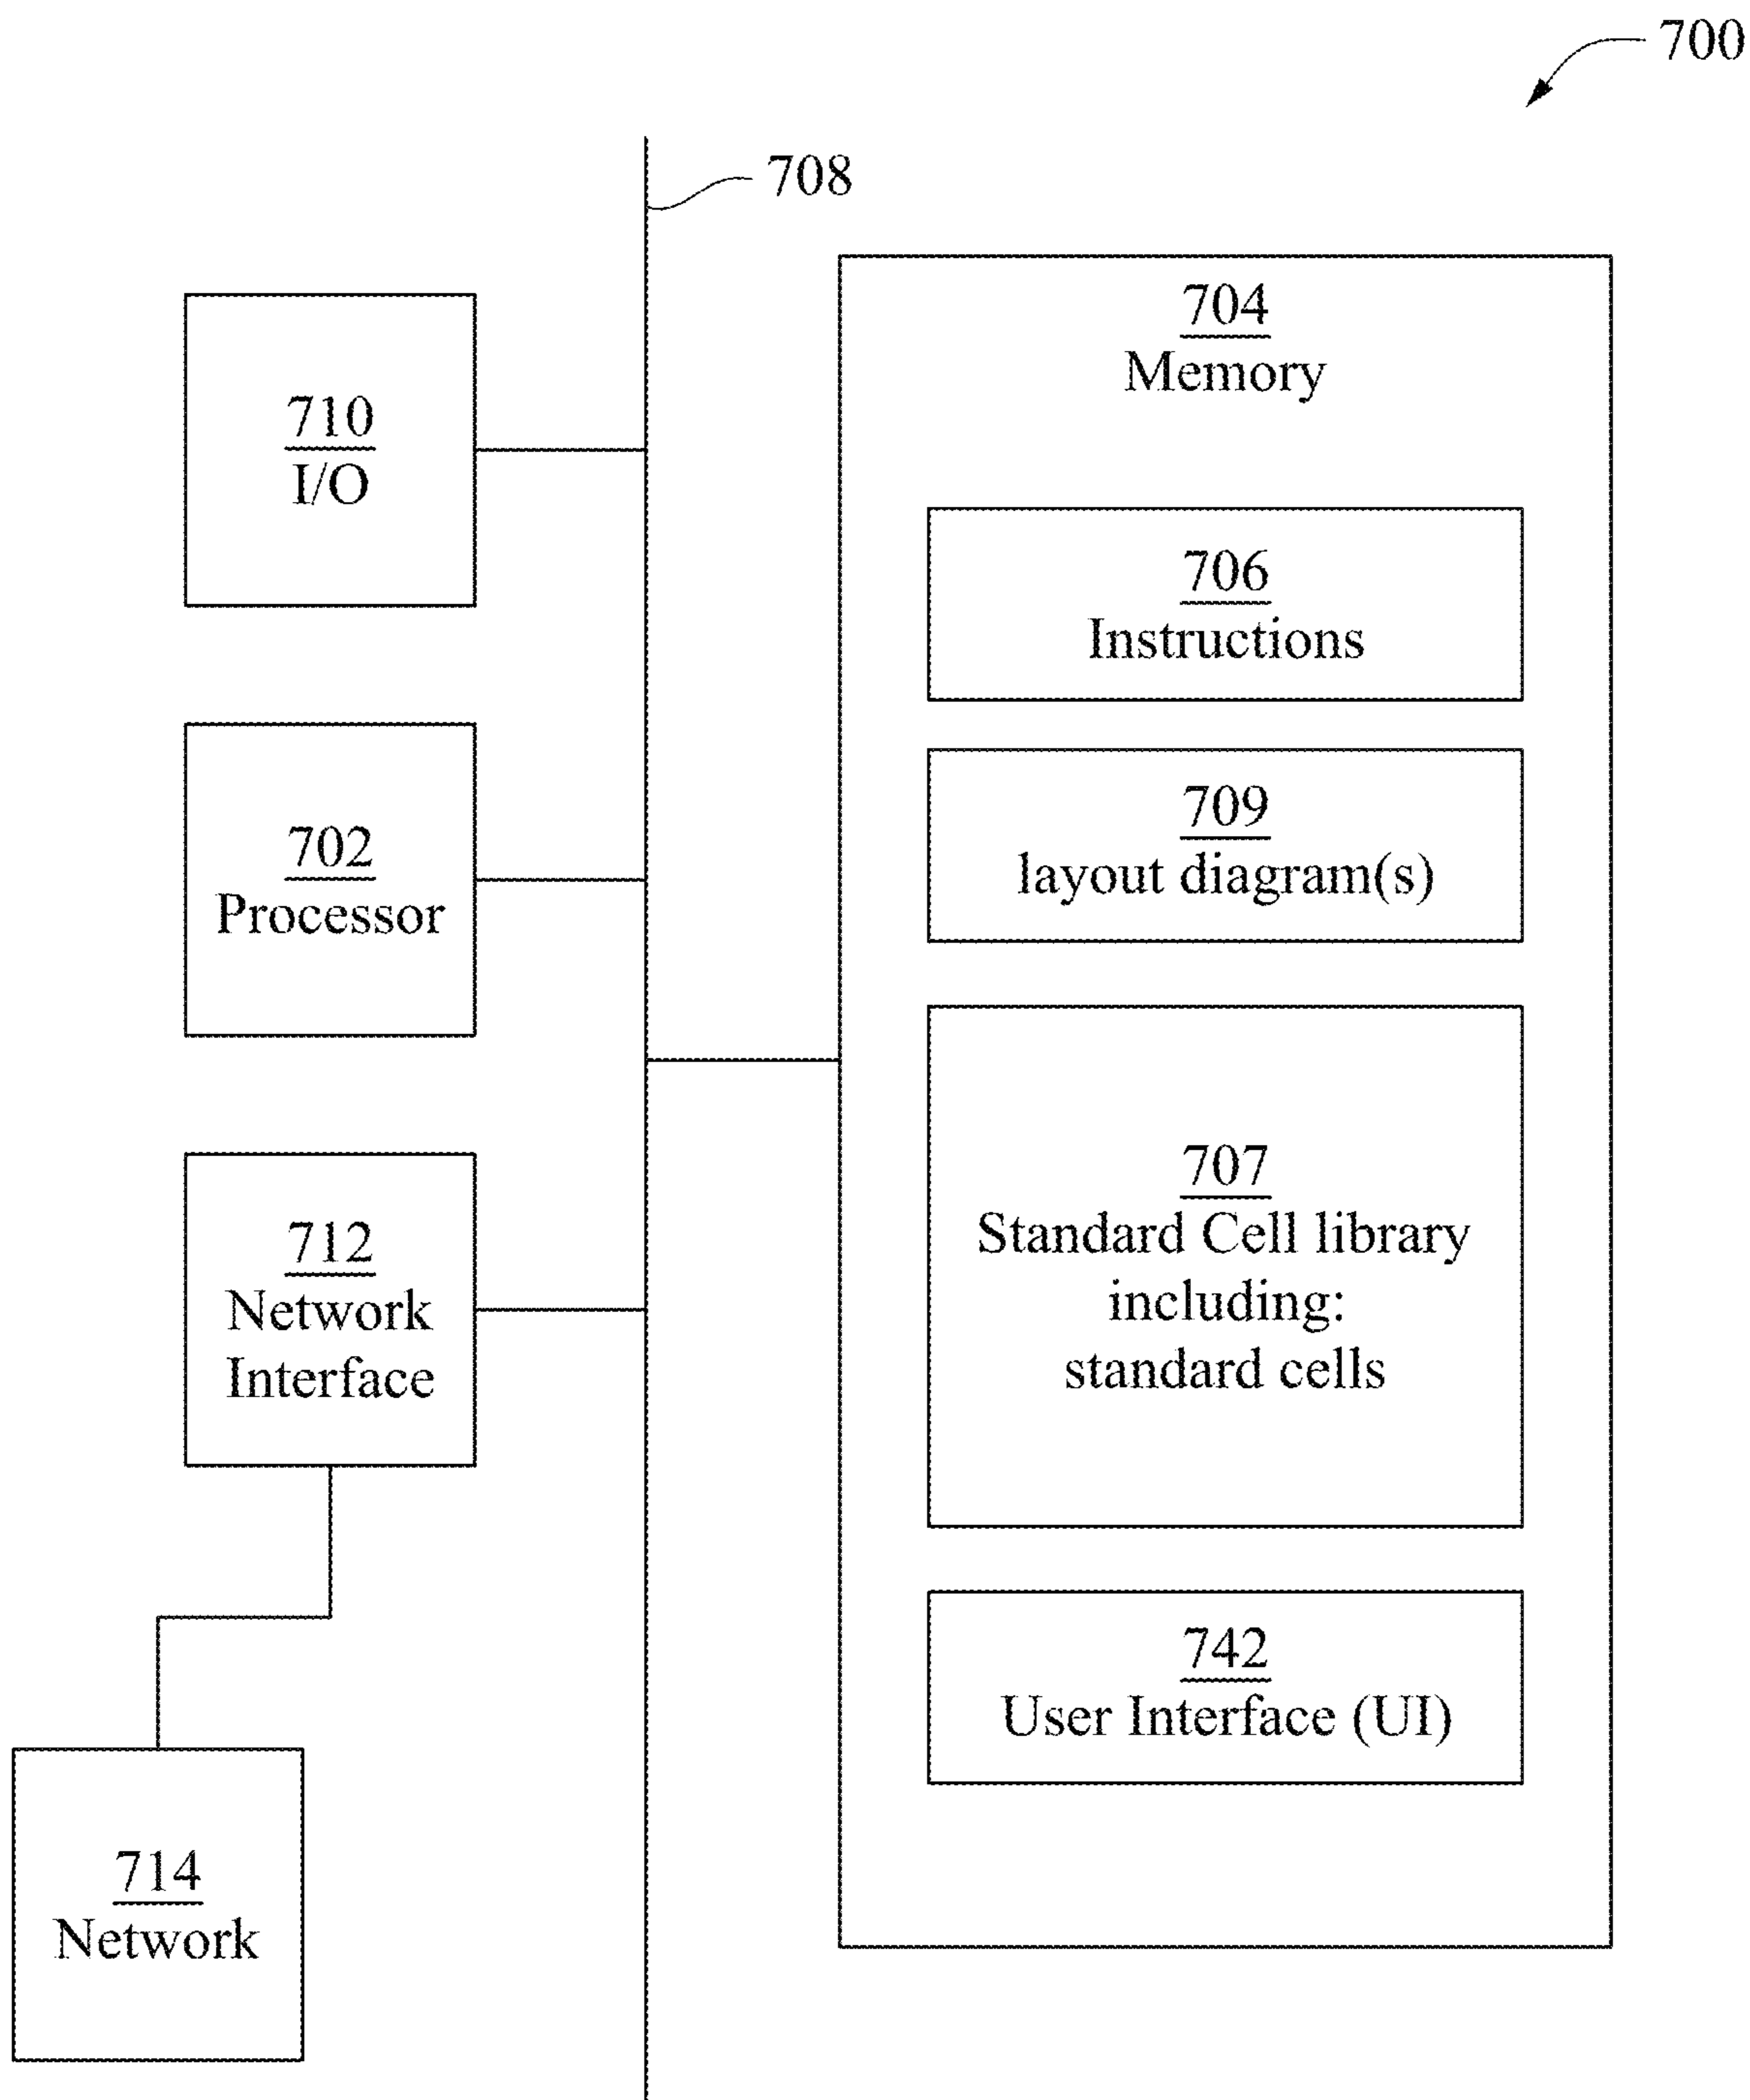 700
708
710
I/O
702
Processor
712
Network
Interface
714
Network
704
Memory
706
Instructions
709
layout diagram(s)
707
Standard Cell library
including:
standard cells
742
User Interface (UI)